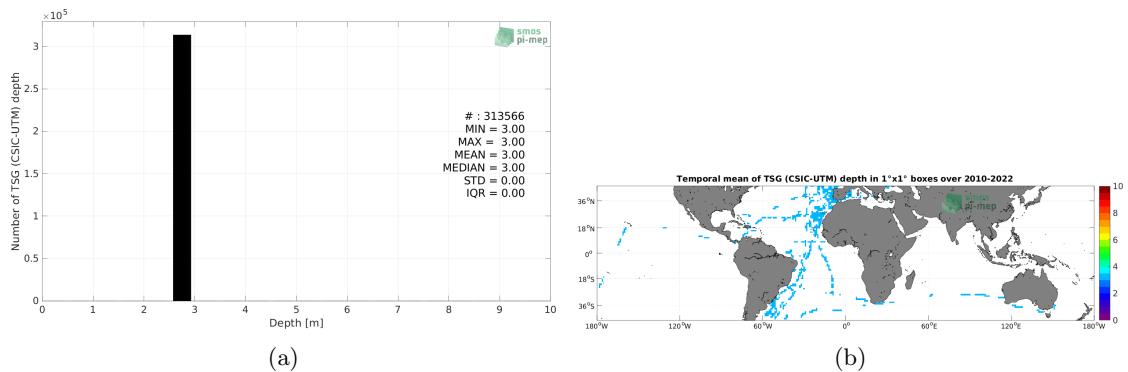 ×10⁵
3
2.5
2
1.5
1
0.5
0
Number of TSG (CSIC-UTM) depth
smos
pi-mep
# : 313566
MIN = 3.00
MAX = 3.00
MEAN = 3.00
MEDIAN = 3.00
STD = 0.00
IQR = 0.00
0 1 2 3 4 5 6 7 8 9 10
Depth [m]
(a)
Temporal mean of TSG (CSIC-UTM) depth in 1°x1° boxes over 2010-2022
smos
pi-mep
36°N
18°N
0°
18°S
36°S
180°W 120°W 60°W 0° 60°E 120°E 180°W
10
8
6
4
2
0
(b)